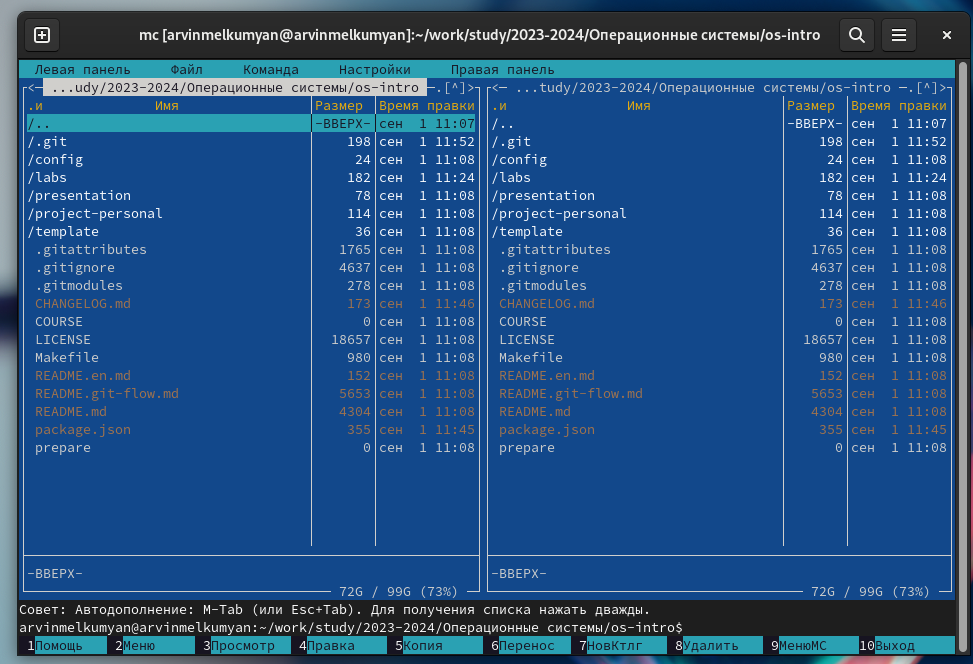 mc [arvinmelkumyan@arvinmelkumyan]:~/work/study/2023-2024/Операционные системы/os-intro
Левая панель Файл Команда Настройки Правая панель
<─ ...udy/2023-2024/Операционные системы/os-intro ─.[^]> <─ ...tudy/2023-2024/Операционные системы/os-intro ─.[^]>
.и Имя Размер Время правки .и Имя Размер Время правки
/.. -ВВЕРХ- сен 1 11:07 /.. -ВВЕРХ- сен 1 11:07
/.git 198 сен 1 11:52 /.git 198 сен 1 11:52
/config 24 сен 1 11:08 /config 24 сен 1 11:08
/labs 182 сен 1 11:24 /labs 182 сен 1 11:24
/presentation 78 сен 1 11:08 /presentation 78 сен 1 11:08
/project-personal 114 сен 1 11:08 /project-personal 114 сен 1 11:08
/template 36 сен 1 11:08 /template 36 сен 1 11:08
.gitattributes 1765 сен 1 11:08 .gitattributes 1765 сен 1 11:08
.gitignore 4637 сен 1 11:08 .gitignore 4637 сен 1 11:08
.gitmodules 278 сен 1 11:08 .gitmodules 278 сен 1 11:08
CHANGELOG.md 173 сен 1 11:46 CHANGELOG.md 173 сен 1 11:46
COURSE 0 сен 1 11:08 COURSE 0 сен 1 11:08
LICENSE 18657 сен 1 11:08 LICENSE 18657 сен 1 11:08
Makefile 980 сен 1 11:08 Makefile 980 сен 1 11:08
README.en.md 152 сен 1 11:08 README.en.md 152 сен 1 11:08
README.git-flow.md 5653 сен 1 11:08 README.git-flow.md 5653 сен 1 11:08
README.md 4304 сен 1 11:08 README.md 4304 сен 1 11:08
package.json 355 сен 1 11:45 package.json 355 сен 1 11:45
prepare 0 сен 1 11:08 prepare 0 сен 1 11:08
-ВВЕРХ- -ВВЕРХ-
72G / 99G (73%) 72G / 99G (73%)
Совет: Автодополнение: M-Tab (или Esc+Tab). Для получения списка нажать дважды.
arvinmelkumyan@arvinmelkumyan:~/work/study/2023-2024/Операционные системы/os-intro$
1Помощь 2Меню 3Просмотр 4Правка 5Копия 6Перенос 7НовКтлг 8Удалить 9МенюMC 10Выход